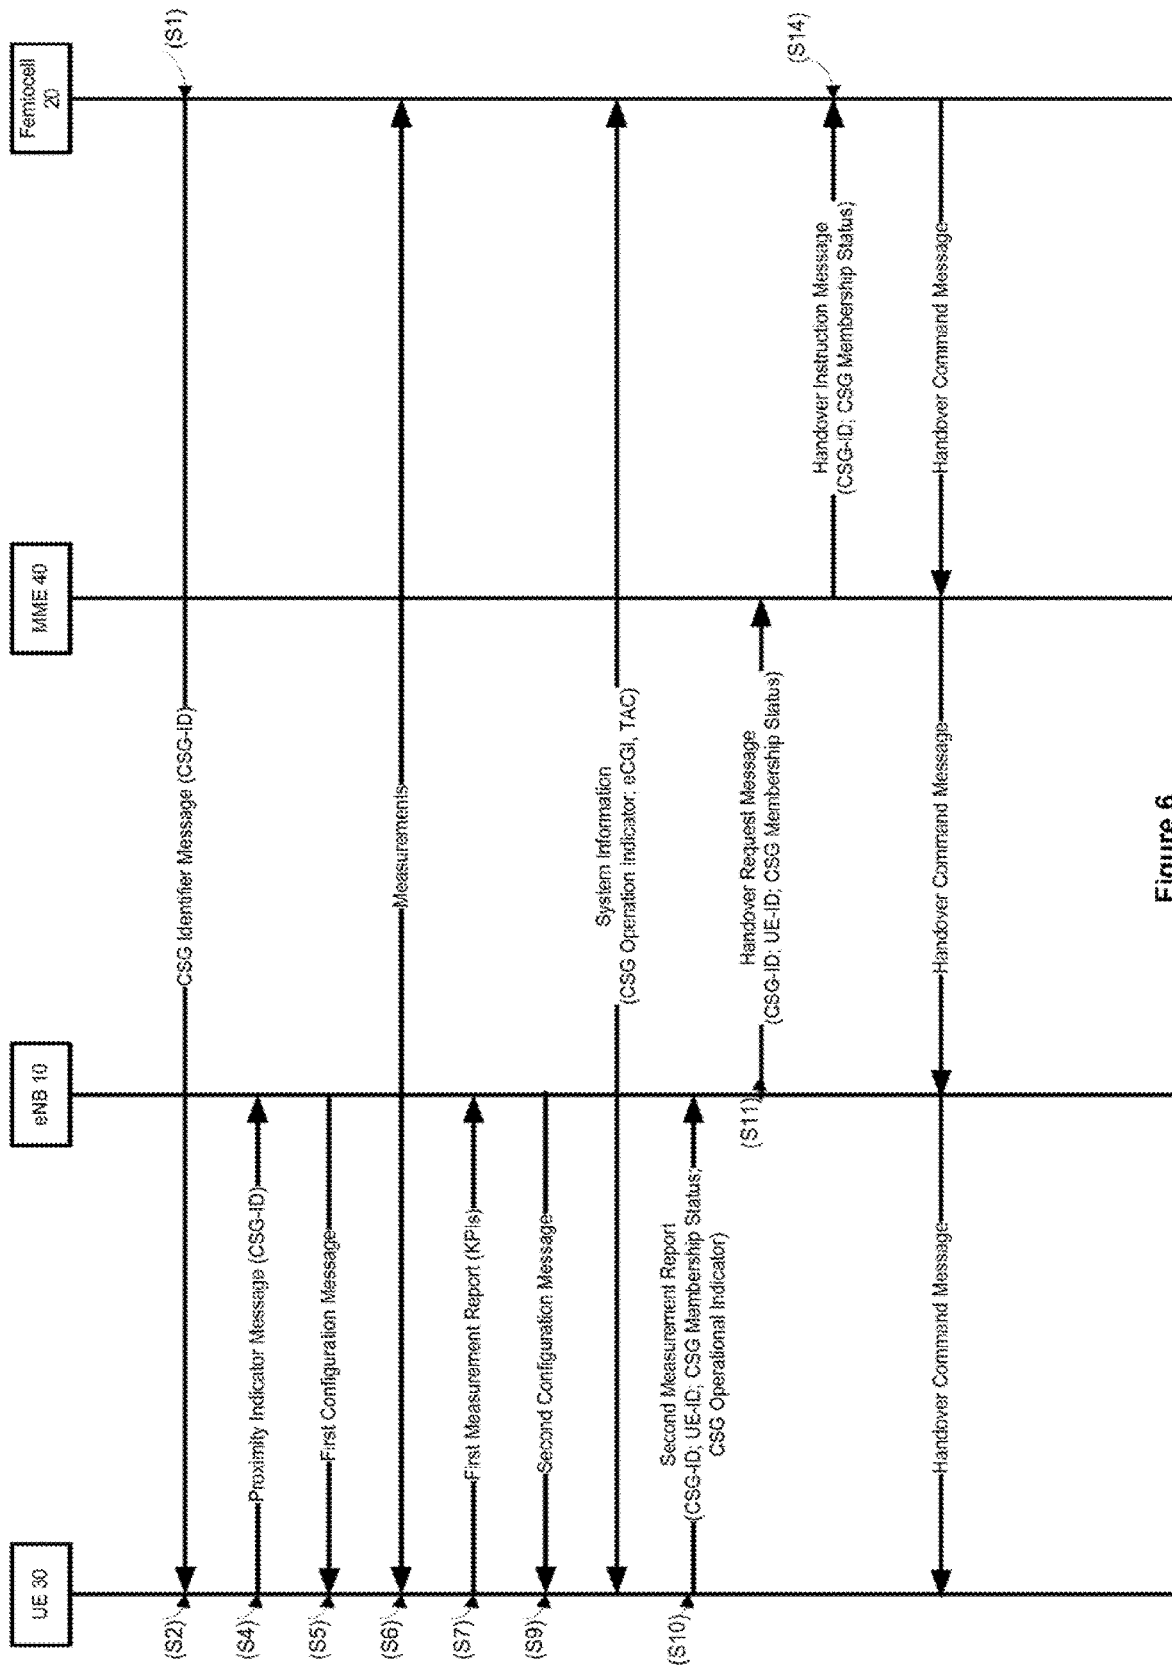 UE 30
eNB 10
MME 40
Femtocell
20
(S1)
(S2)
CSG Identifier Message (CSG-ID)
(S4)
Proximity Indicator Message (CSG-ID)
(S5)
First Configuration Message
(S6)
Measurements
(S7)
First Measurement Report (KPIs)
(S9)
Second Configuration Message
System Information
(CSG Operation Indicator; eCGI, TAC)
(S10)
Second Measurement Report
(CSG-ID; UE-ID; CSG Membership Status;
CSG Operational Indicator)
(S11)
Handover Request Message
(CSG-ID; UE-ID; CSG Membership Status)
(S14)
Handover Instruction Message
(CSG-ID; CSG Membership Status)
Handover Command Message
Handover Command Message
Handover Command Message
Figure 6